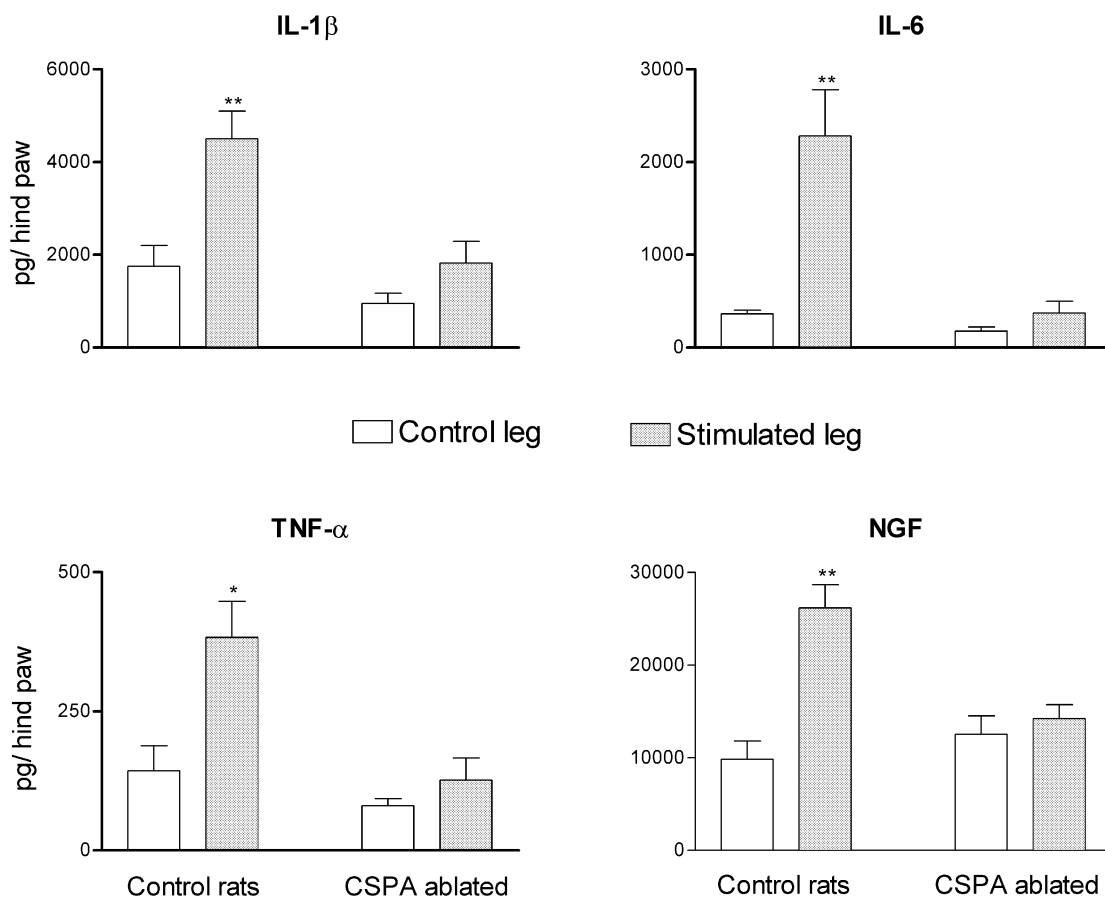 IL-1β
IL-6
6000
4000
2000
0
pg/ hind paw
**
3000
2000
1000
0
**
Control leg
Stimulated leg
TNF-α
NGF
500
250
0
pg/ hind paw
*
30000
20000
10000
0
**
Control rats
CSPA ablated
Control rats
CSPA ablated